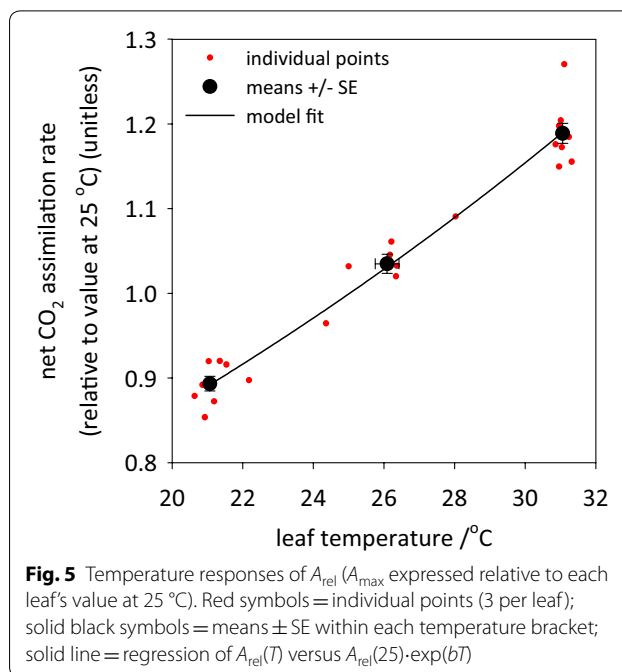 1.3
individual points
means +/- SE
model fit
1.2
1.1
1.0
0.9
0.8
net CO₂ assimilation rate
(relative to value at 25 °C) (unitless)
20 22 24 26 28 30 32
leaf temperature /°C
Fig. 5 Temperature responses of Aᵣₑₗ (Aₘₐₓ expressed relative to each
leaf's value at 25 °C). Red symbols = individual points (3 per leaf);
solid black symbols = means ± SE within each temperature bracket;
solid line = regression of Aᵣₑₗ(T) versus Aᵣₑₗ(25)·exp(bT)